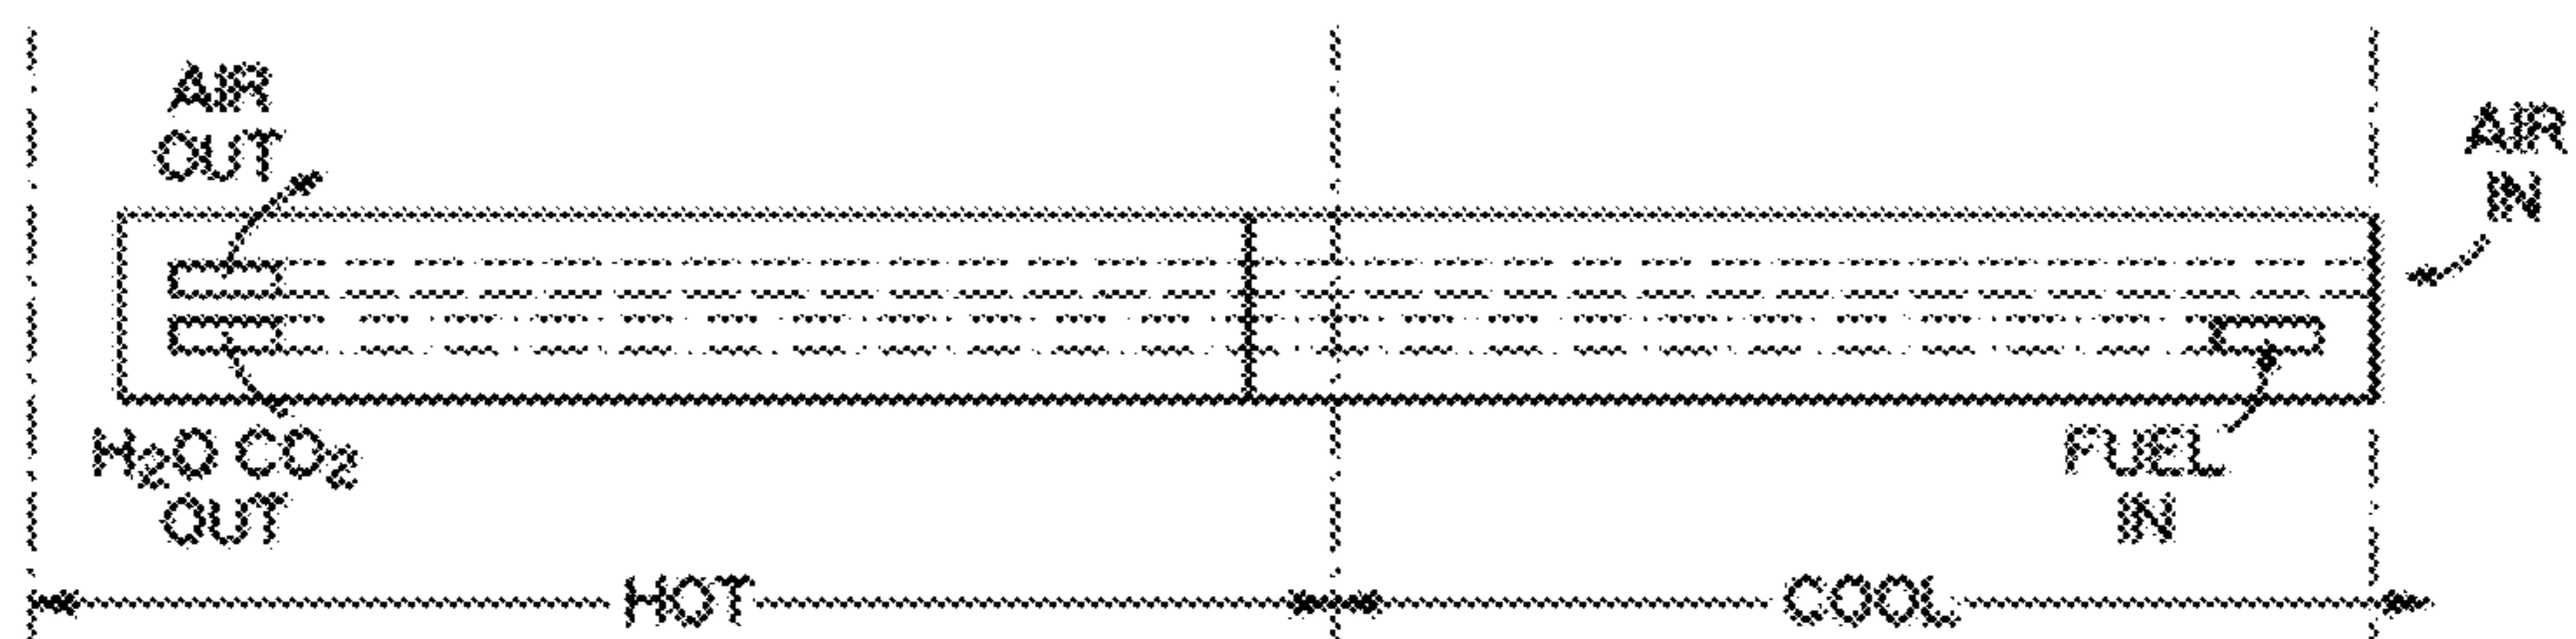 AIR
OUT
AIR
IN
H₂O CO₂
OUT
FUEL
IN
HOT
COOL